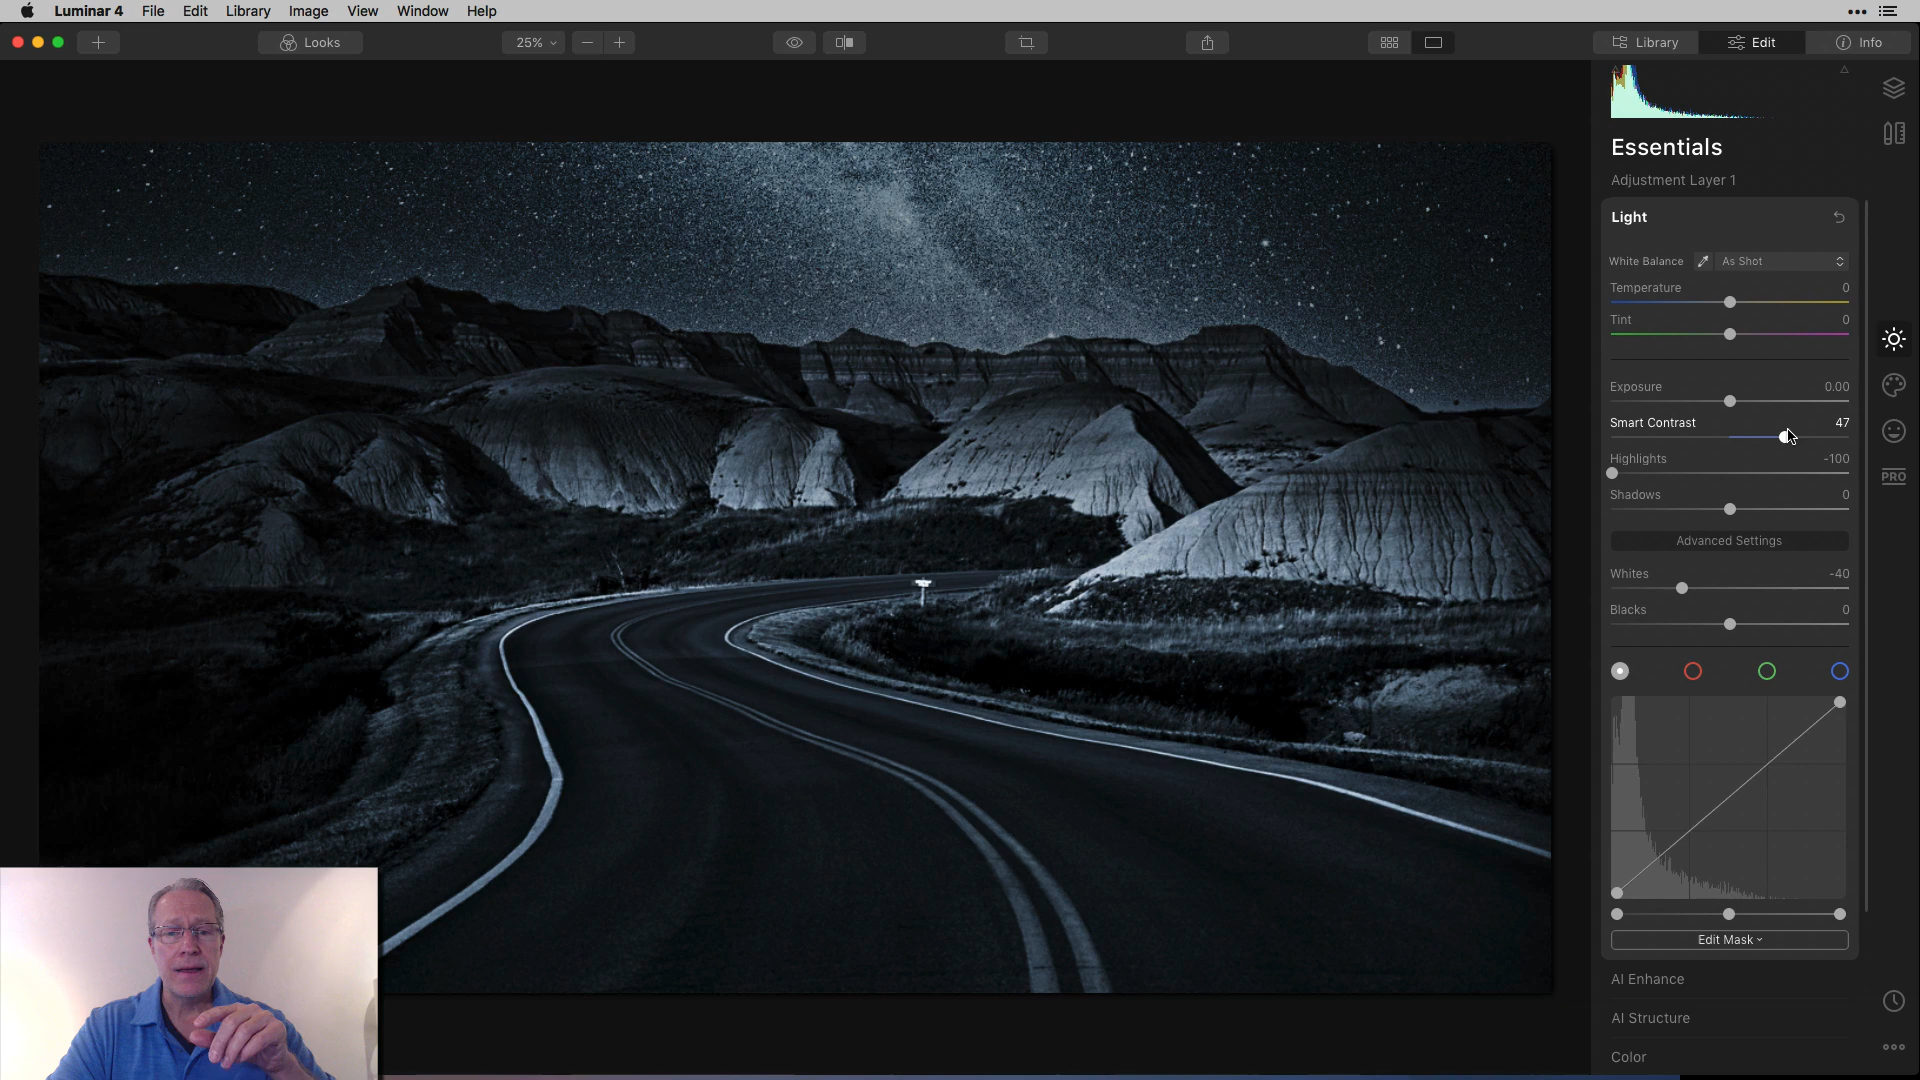 Luminar 4 File Edit Library Image View Window Help
Looks 25% Library Edit Info
Essentials
Adjustment Layer 1
Light
White Balance As Shot
Temperature 0
Tint 0
Exposure 0.00
Smart Contrast 47
Highlights -100
PRO
Shadows 0
Advanced Settings
Whites -40
Blacks 0
Edit Mask
AI Enhance
AI Structure
Color